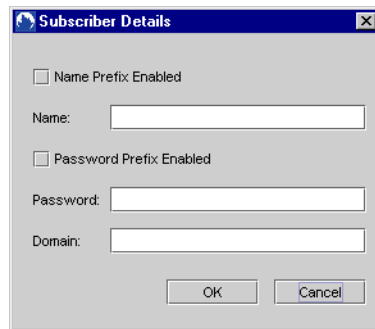 Subscriber Details
Name Prefix Enabled
Name:
Password Prefix Enabled
Password:
Domain:
OK Cancel